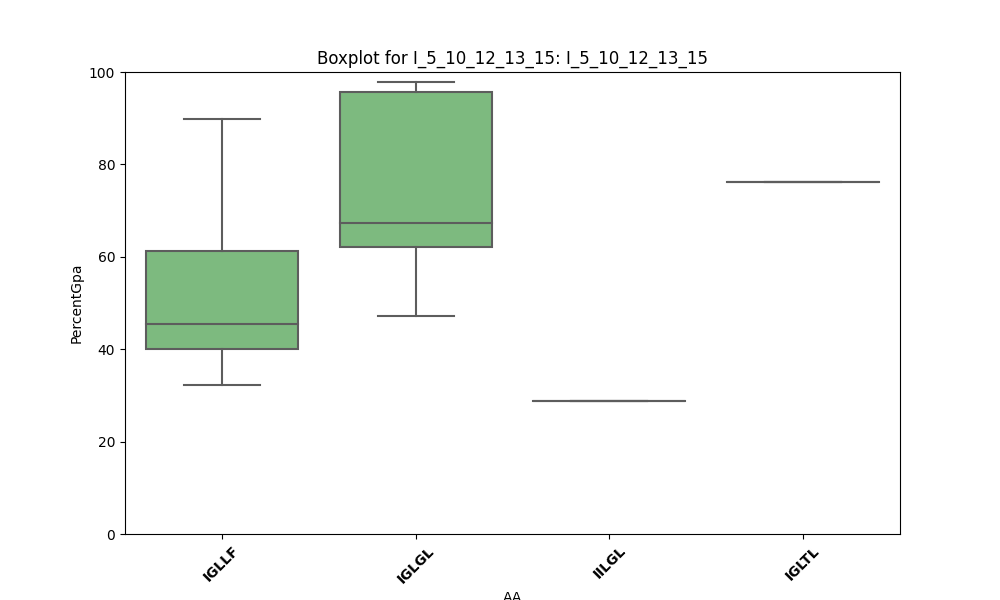 Boxplot for I_5_10_12_13_15: I_5_10_12_13_15
100
80
60
40
20
0
PercentGpa
IGLLF
IGLGL
IILGL
IGLTL
AA